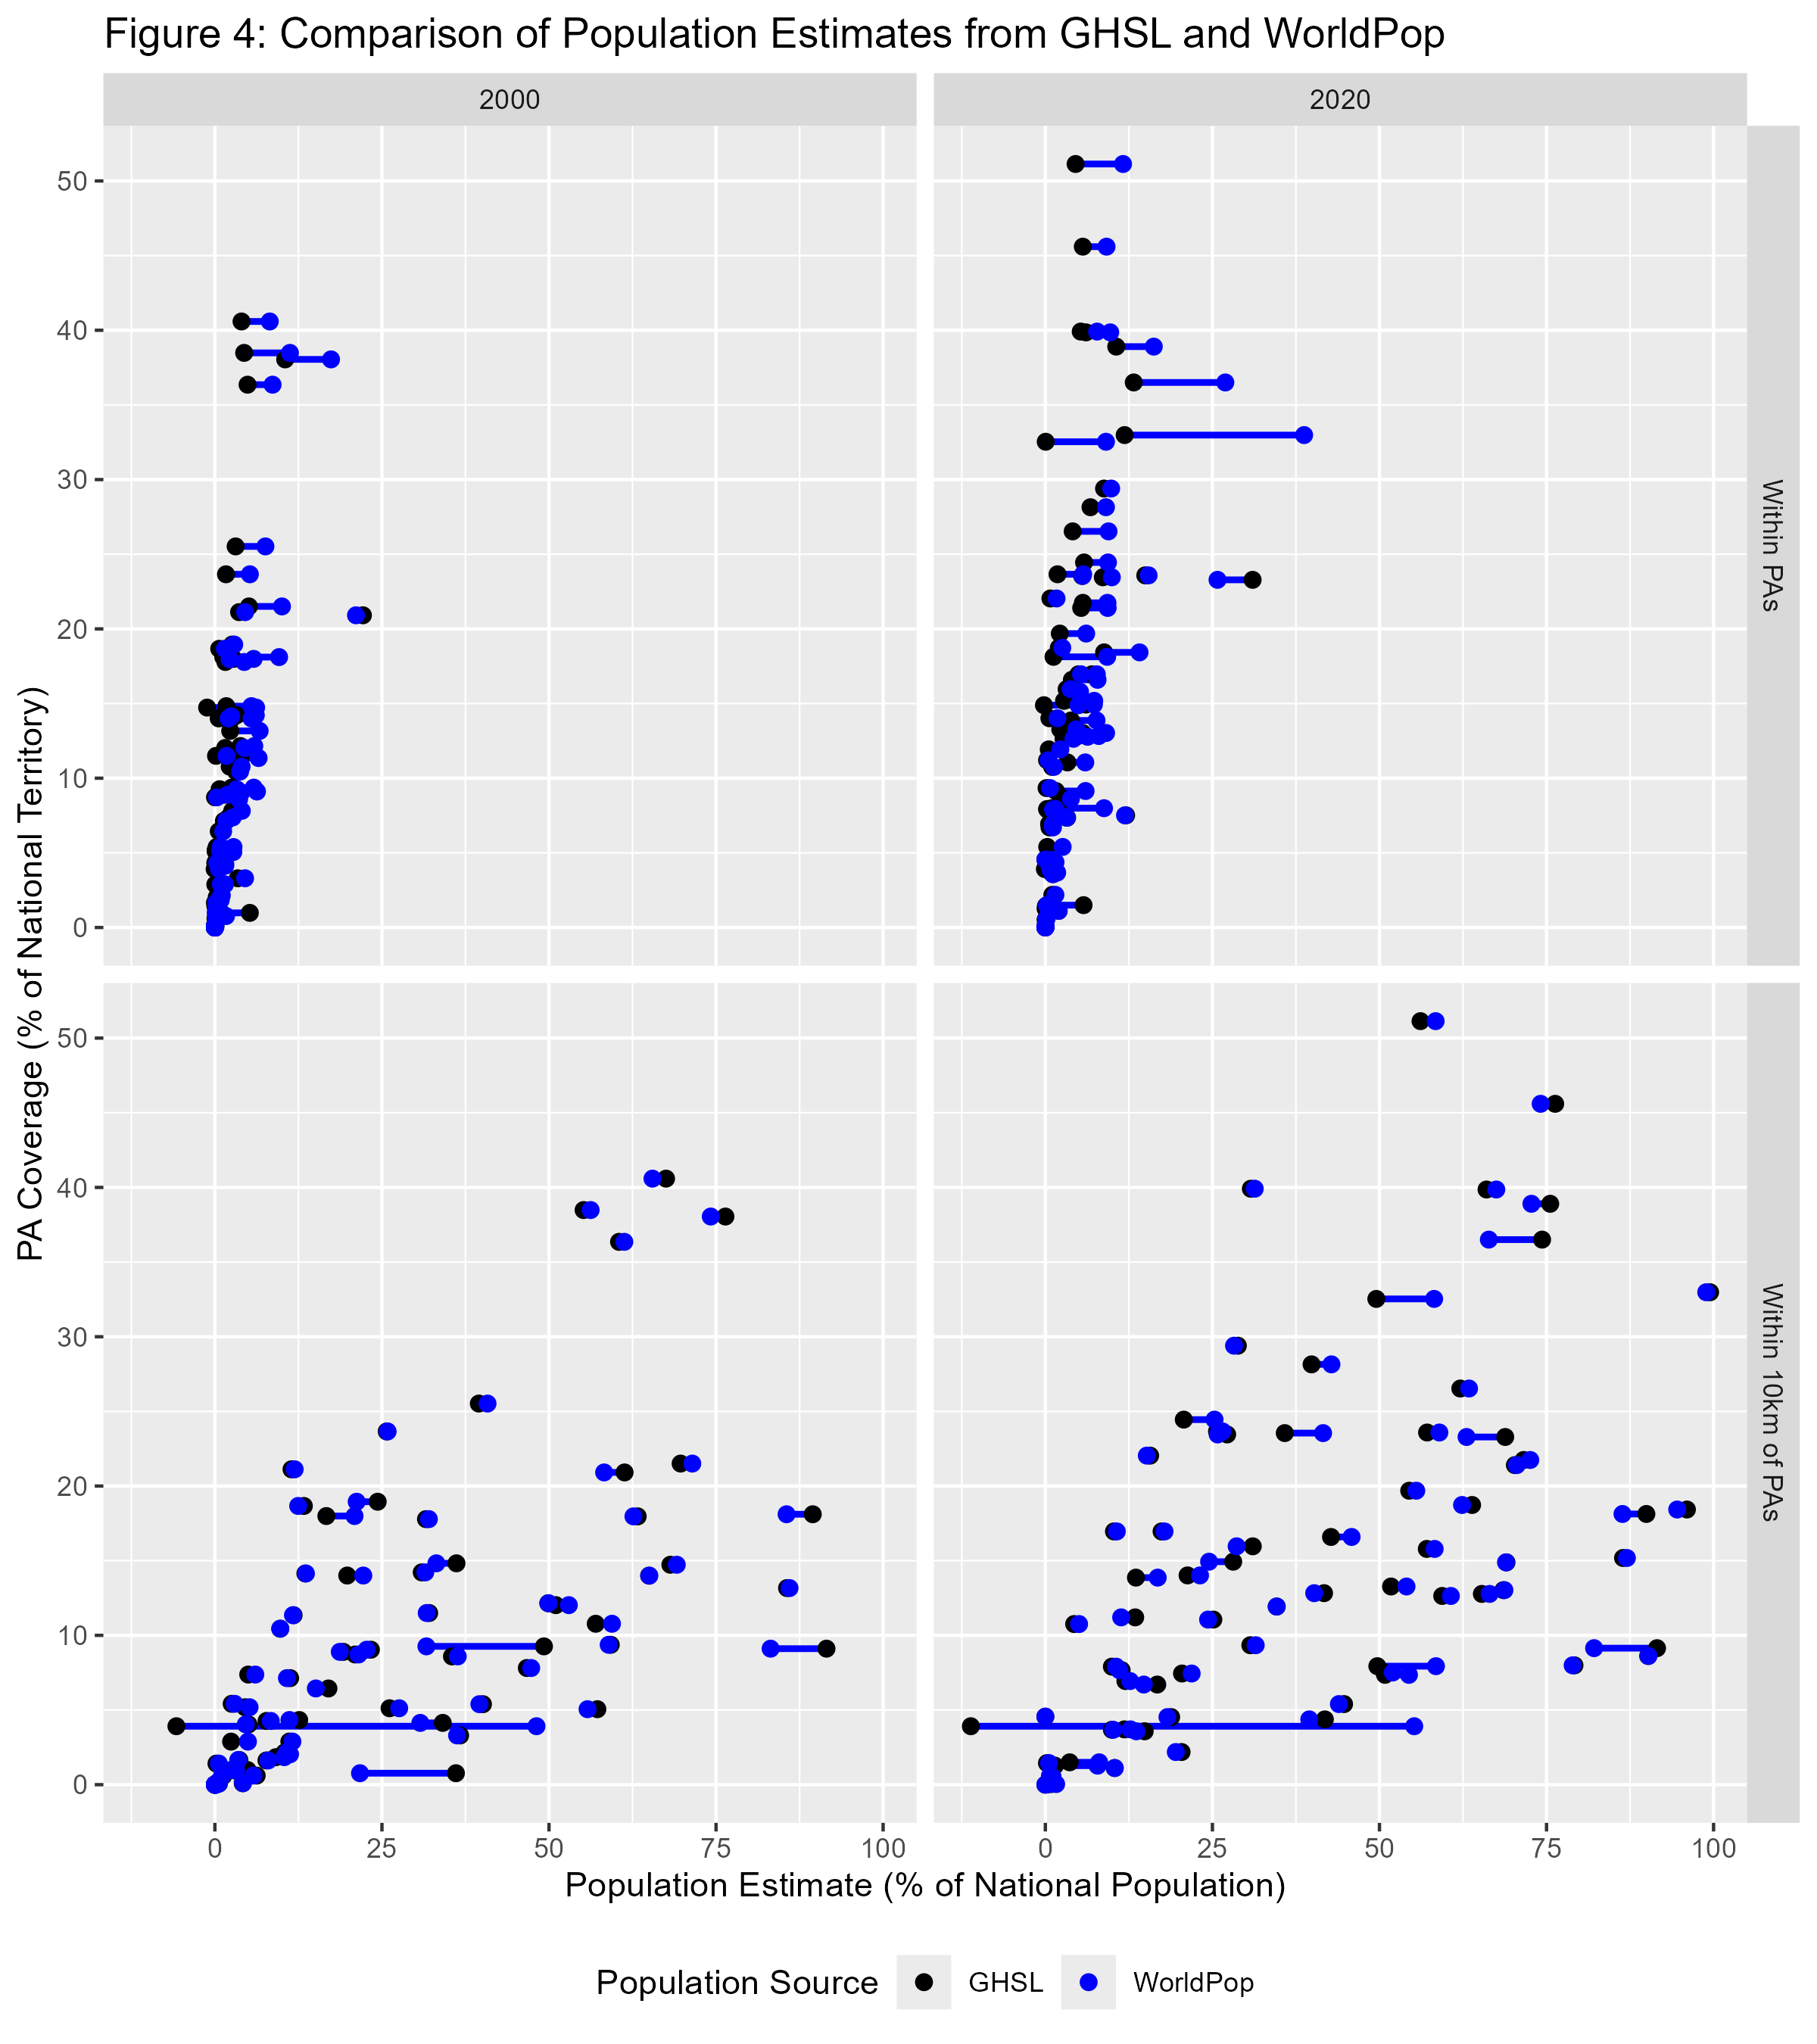 Figure 4: Comparison of Population Estimates from GHSL and WorldPop
2000
2020
50
40
30
20
10
0
Within PAs
50
40
30
20
10
0
Within 10km of PAs
PA Coverage (% of National Territory)
0 25 50 75 100
0 25 50 75 100
Population Estimate (% of National Population)
Population Source GHSL WorldPop